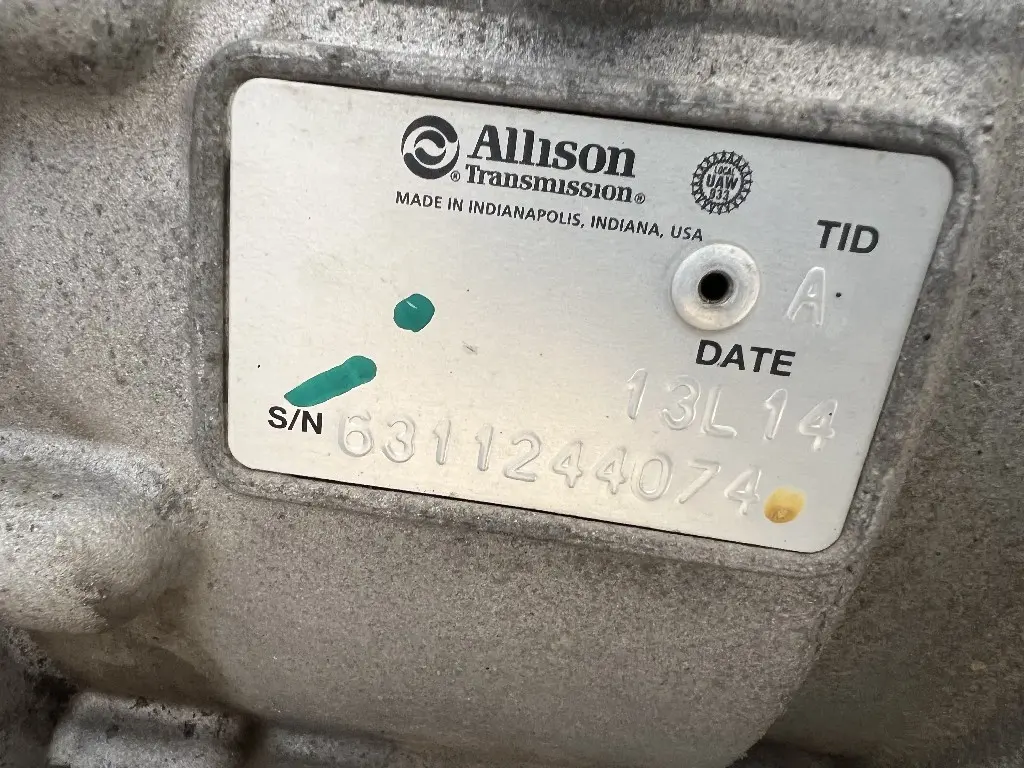 Allison
Transmission®
MADE IN INDIANAPOLIS, INDIANA, USA
LOCAL
UAW
933
TID
A
DATE
13L14
S/N 6311244074